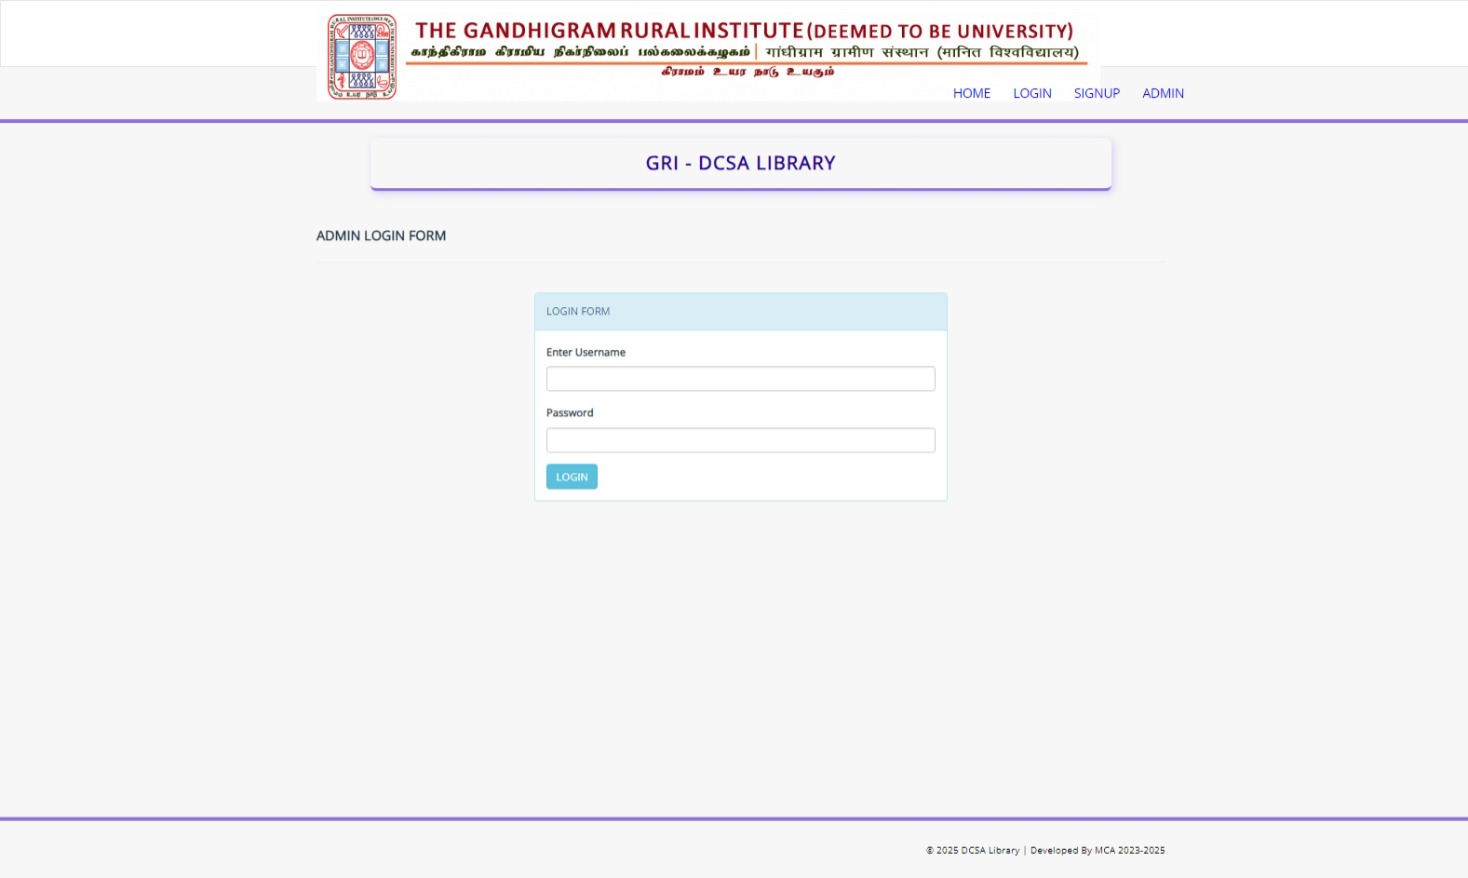 THE GANDHIGRAM RURAL INSTITUTE (DEEMED TO BE UNIVERSITY)
காந்திகிராம கிராமிய நிகர்நிலைப் பல்கலைக்கழகம் | गांधीग्राम ग्रामीण संस्थान (मानित विश्वविद्यालय)
கிராமம் உயர நாடு உயரும்
HOME LOGIN SIGNUP ADMIN
GRI - DCSA LIBRARY
ADMIN LOGIN FORM
LOGIN FORM
Enter Username
Password
LOGIN
© 2025 DCSA Library | Developed By MCA 2023-2025